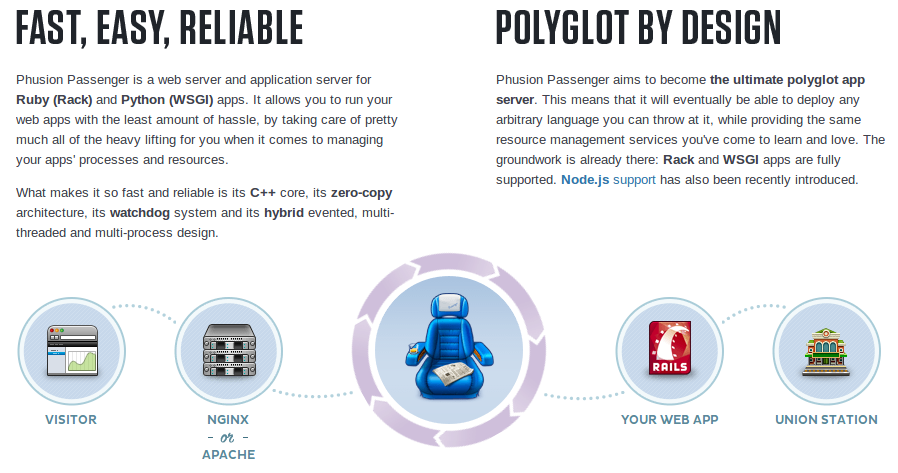 FAST, EASY, RELIABLE
Phusion Passenger is a web server and application server for
Ruby (Rack) and Python (WSGI) apps. It allows you to run your
web apps with the least amount of hassle, by taking care of pretty
much all of the heavy lifting for you when it comes to managing
your apps' processes and resources.
What makes it so fast and reliable is its C++ core, its zero-copy
architecture, its watchdog system and its hybrid evented, multi-
threaded and multi-process design.
POLYGLOT BY DESIGN
Phusion Passenger aims to become the ultimate polyglot app
server. This means that it will eventually be able to deploy any
arbitrary language you can throw at it, while providing the same
resource management services you've come to learn and love. The
groundwork is already there: Rack and WSGI apps are fully
supported. Node.js support has also been recently introduced.
RAILS
VISITOR
NGINX
- or -
APACHE
YOUR WEB APP
UNION STATION